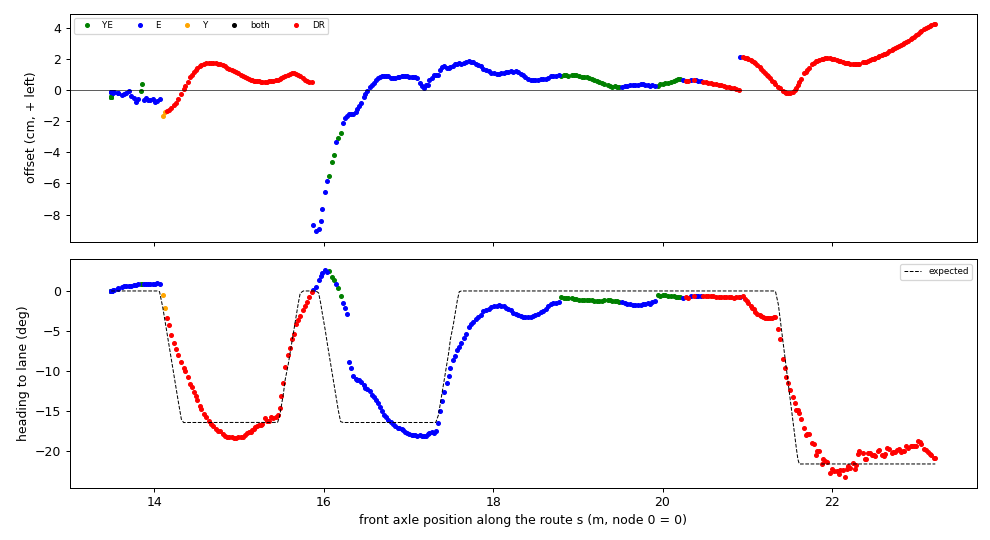 YE E Y both DR
offset (cm, + left)
4
2
0
−2
−4
−6
−8
expected
heading to lane (deg)
0
−5
−10
−15
−20
14 16 18 20 22
front axle position along the route s (m, node 0 = 0)